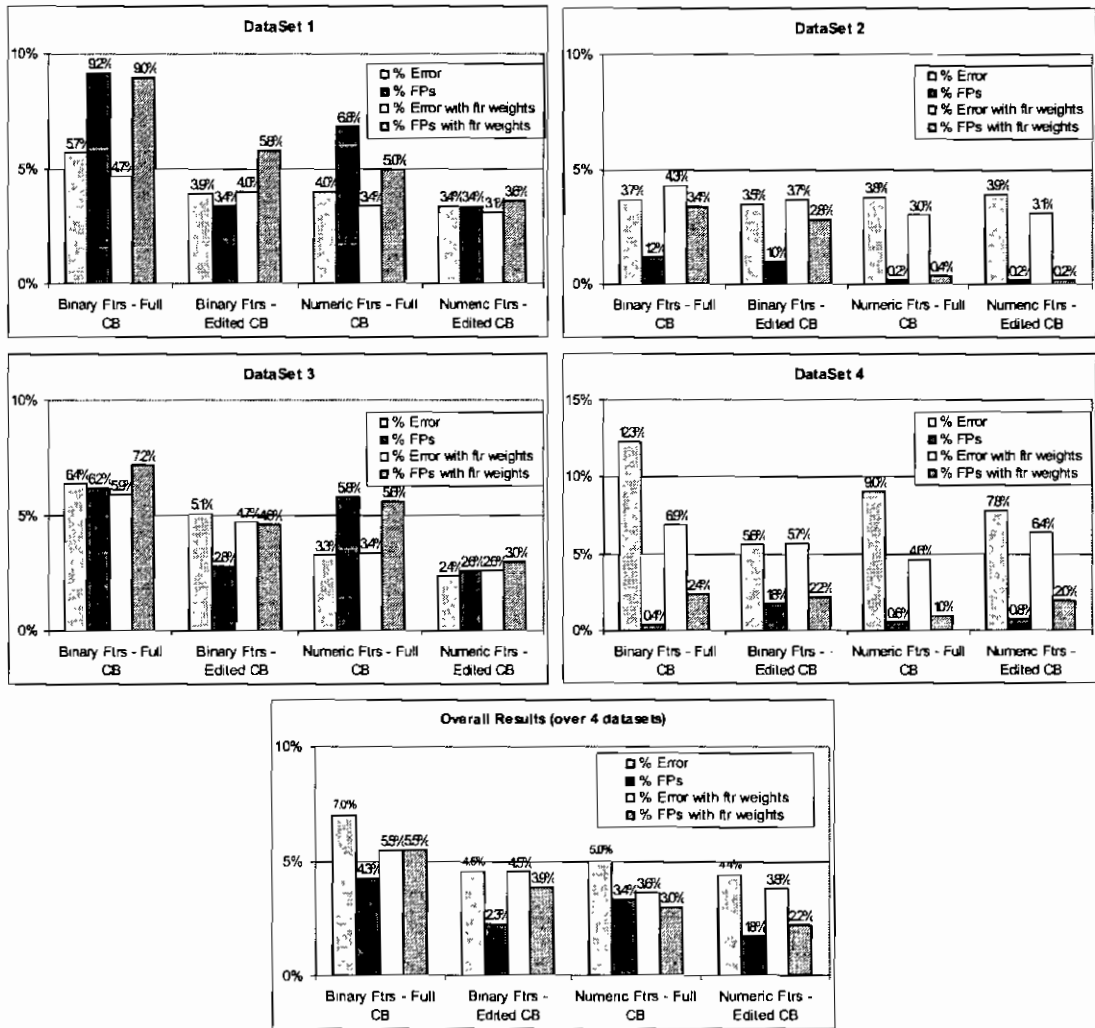 DataSet 1
10%
5%
0%
% Error
% FPs
% Error with ftr weights
% FPs with ftr weights
5.7% 9.2% 4.7% 9.0%
3.9% 3.4% 4.0% 5.8%
4.0% 6.8% 3.4% 5.0%
3.4% 3.4% 3.1% 3.6%
Binary Ftrs - Full CB
Binary Ftrs - Edited CB
Numeric Ftrs - Full CB
Numeric Ftrs - Edited CB
DataSet 2
10%
5%
0%
% Error
% FPs
% Error with ftr weights
% FPs with ftr weights
3.7% 1.2% 4.3% 3.4%
3.5% 1.0% 3.7% 2.8%
3.8% 0.2% 3.0% 0.4%
3.9% 0.2% 3.1% 0.2%
Binary Ftrs - Full CB
Binary Ftrs - Edited CB
Numeric Ftrs - Full CB
Numeric Ftrs - Edited CB
DataSet 3
10%
5%
0%
% Error
% FPs
% Error with ftr weights
% FPs with ftr weights
6.4% 6.2% 5.9% 7.2%
5.1% 2.8% 4.7% 4.6%
3.3% 5.8% 3.4% 5.6%
2.4% 2.6% 2.6% 3.0%
Binary Ftrs - Full CB
Binary Ftrs - Edited CB
Numeric Ftrs - Full CB
Numeric Ftrs - Edited CB
DataSet 4
15%
10%
5%
0%
% Error
% FPs
% Error with ftr weights
% FPs with ftr weights
12.3% 0.4% 6.9% 2.4%
5.6% 1.8% 5.7% 2.2%
9.0% 0.6% 4.6% 1.0%
7.8% 0.8% 6.4% 2.0%
Binary Ftrs - Full CB
Binary Ftrs - Edited CB
Numeric Ftrs - Full CB
Numeric Ftrs - Edited CB
Overall Results (over 4 datasets)
10%
5%
0%
% Error
% FPs
% Error with ftr weights
% FPs with ftr weights
7.0% 4.3% 5.5% 5.5%
4.6% 2.3% 4.5% 3.9%
5.0% 3.4% 3.6% 3.0%
4.4% 1.8% 3.8% 2.2%
Binary Ftrs - Full CB
Binary Ftrs - Edited CB
Numeric Ftrs - Full CB
Numeric Ftrs - Edited CB